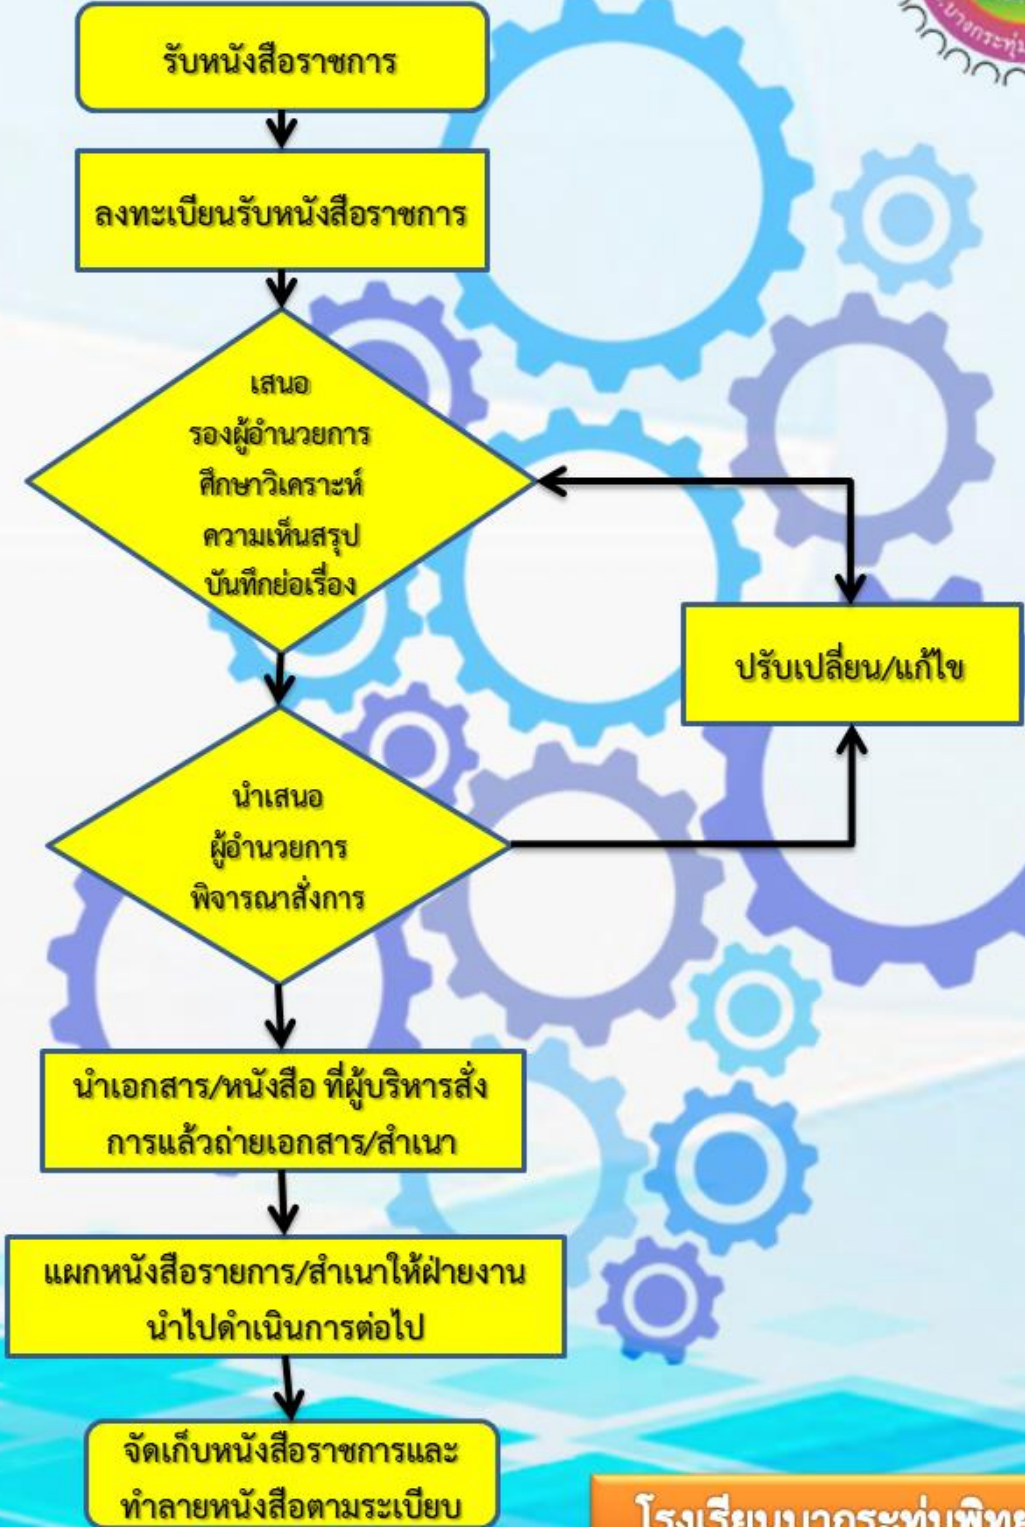 รับหนังสือราชการ
ลงทะเบียนรับหนังสือราชการ
เสนอ
รองผู้อำนวยการ
ศึกษาวิเคราะห์
ความเห็นสรุป
บันทึกย่อเรื่อง
ปรับเปลี่ยน/แก้ไข
นำเสนอ
ผู้อำนวยการ
พิจารณาสั่งการ
นำเอกสาร/หนังสือ ที่ผู้บริหารสั่ง
การแล้วถ่ายเอกสาร/สำเนา
แผกหนังสือรายการ/สำเนาให้ฝ่ายงาน
นำไปดำเนินการต่อไป
จัดเก็บหนังสือราชการและ
ทำลายหนังสือตามระเบียบ